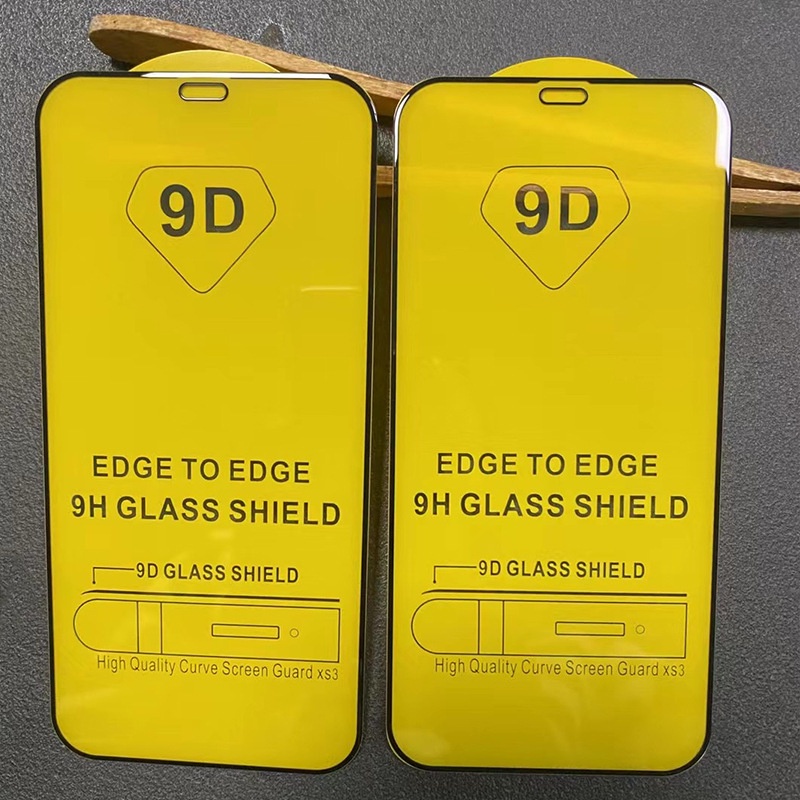 9D
EDGE TO EDGE
9H GLASS SHIELD
9D GLASS SHIELD
High Quality Curve Screen Guard xs3
9D
EDGE TO EDGE
9H GLASS SHIELD
9D GLASS SHIELD
High Quality Curve Screen Guard xs3